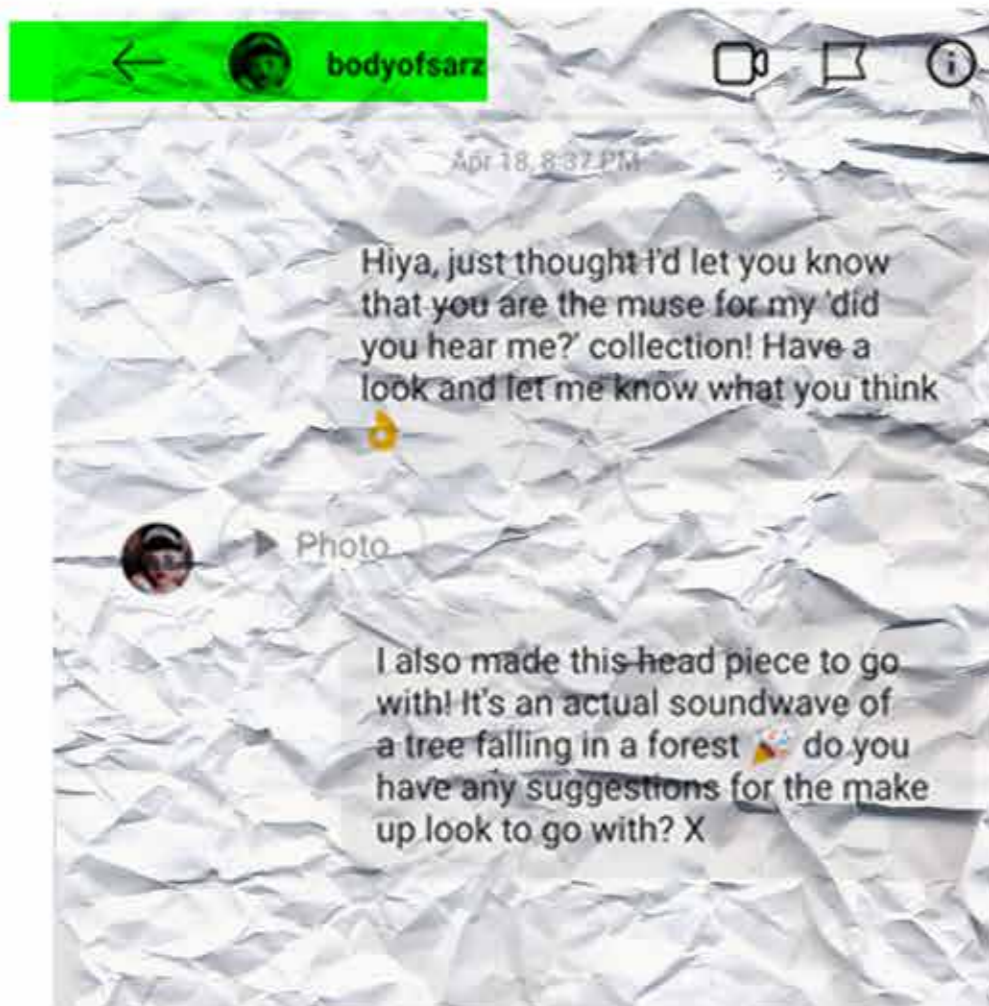 bodyofsarz
Apr 18, 8:37 PM
Hiya, just thought I'd let you know
that you are the muse for my 'did
you hear me?' collection! Have a
look and let me know what you think
👌
Photo
I also made this head piece to go
with! It's an actual soundwave of
a tree falling in a forest 🎉 do you
have any suggestions for the make
up look to go with? X